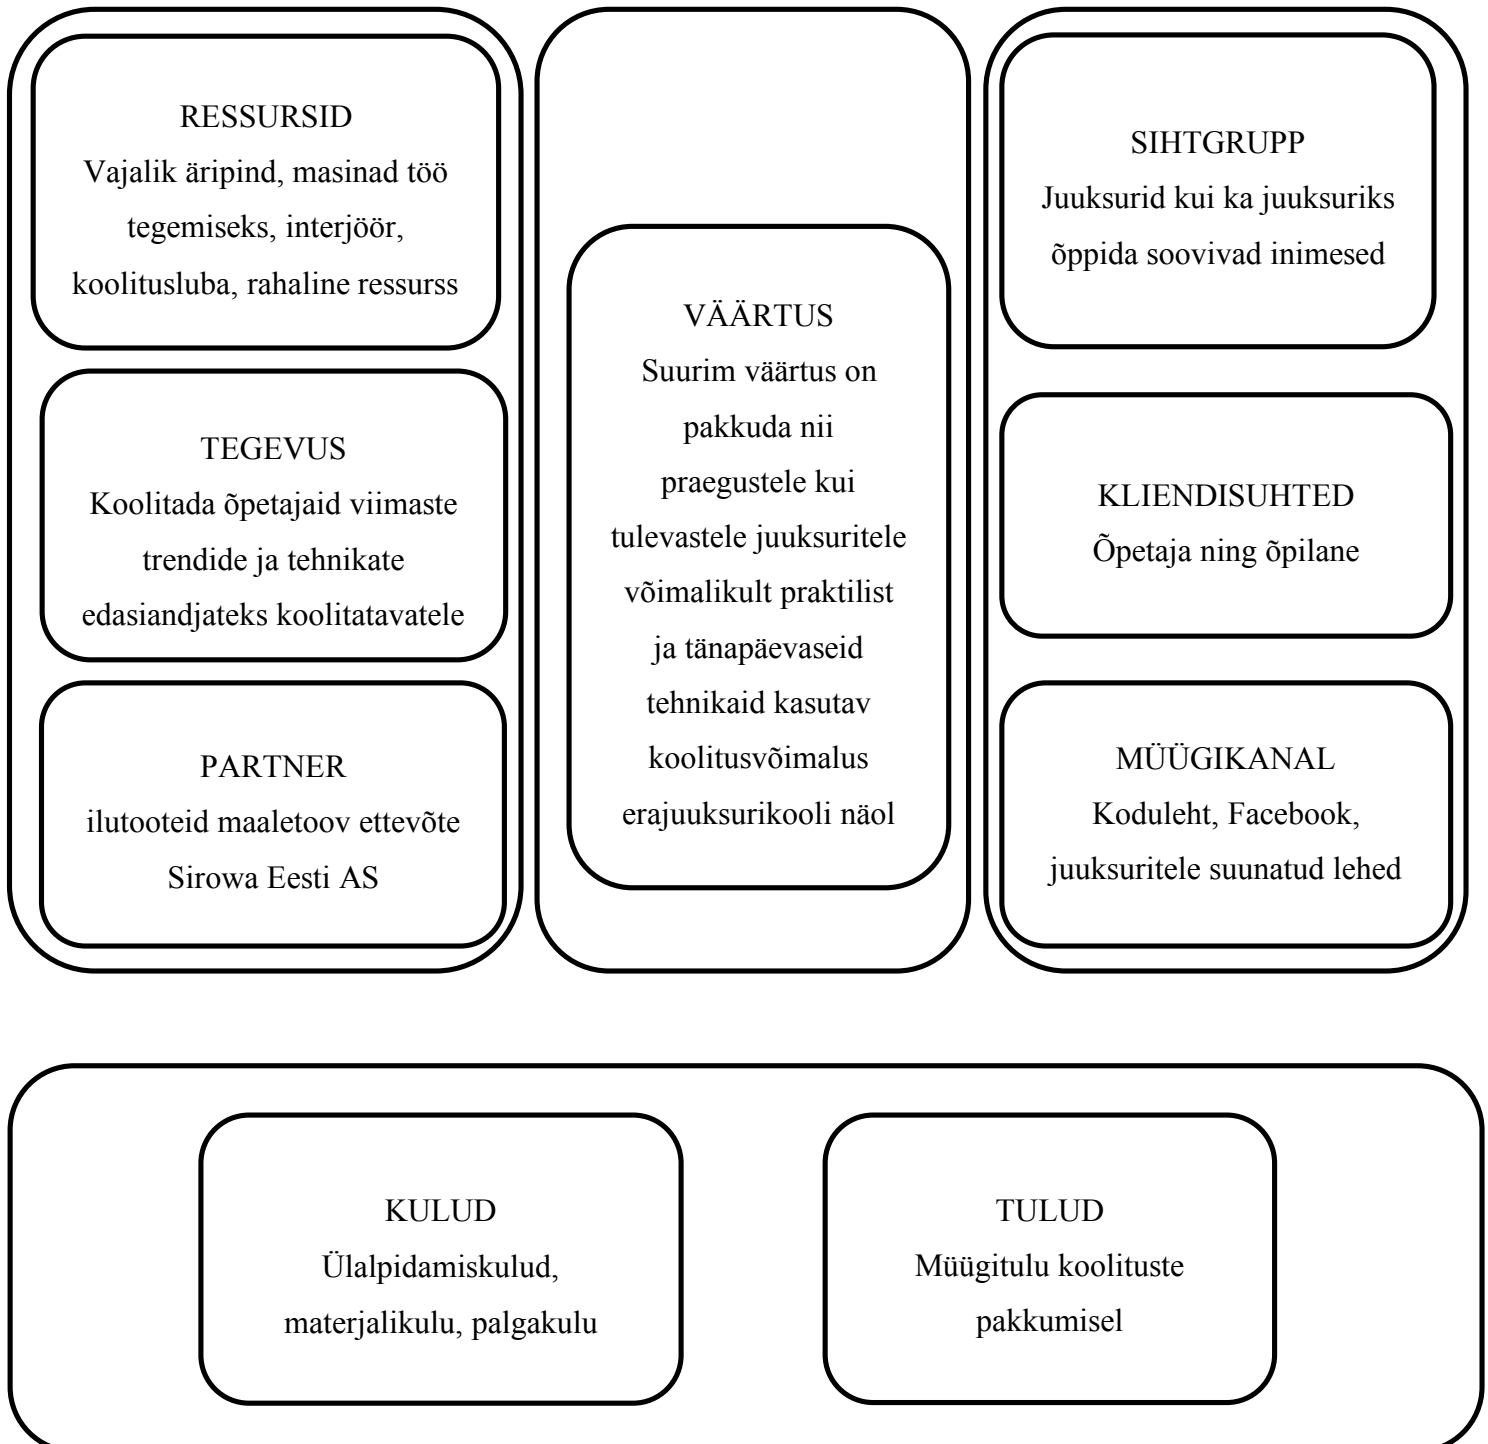 RESSURSID
Vajalik äripind, masinad töö
tegemiseks, interjöör,
koolitusluba, rahaline ressurss
TEGEVUS
Koolitada õpetajaid viimaste
trendide ja tehnikate
edasiandjateks koolitatavatele
PARTNER
ilutooteid maaletoov ettevõte
Sirowa Eesti AS
VÄÄRTUS
Suurim väärtus on
pakkuda nii
praegustele kui
tulevastele juuksuritele
võimalikult praktilist
ja tänapäevaseid
tehnikaid kasutav
koolitusvõimalus
erajuuksurikooli näol
SIHTGRUPP
Juuksurid kui ka juuksuriks
õppida soovivad inimesed
KLIENDISUHTED
Õpetaja ning õpilane
MÜÜGIKANAL
Koduleht, Facebook,
juuksuritele suunatud lehed
KULUD
Ülalpidamiskulud,
materjalikulu, palgakulu
TULUD
Müügitulu koolituste
pakkumisel